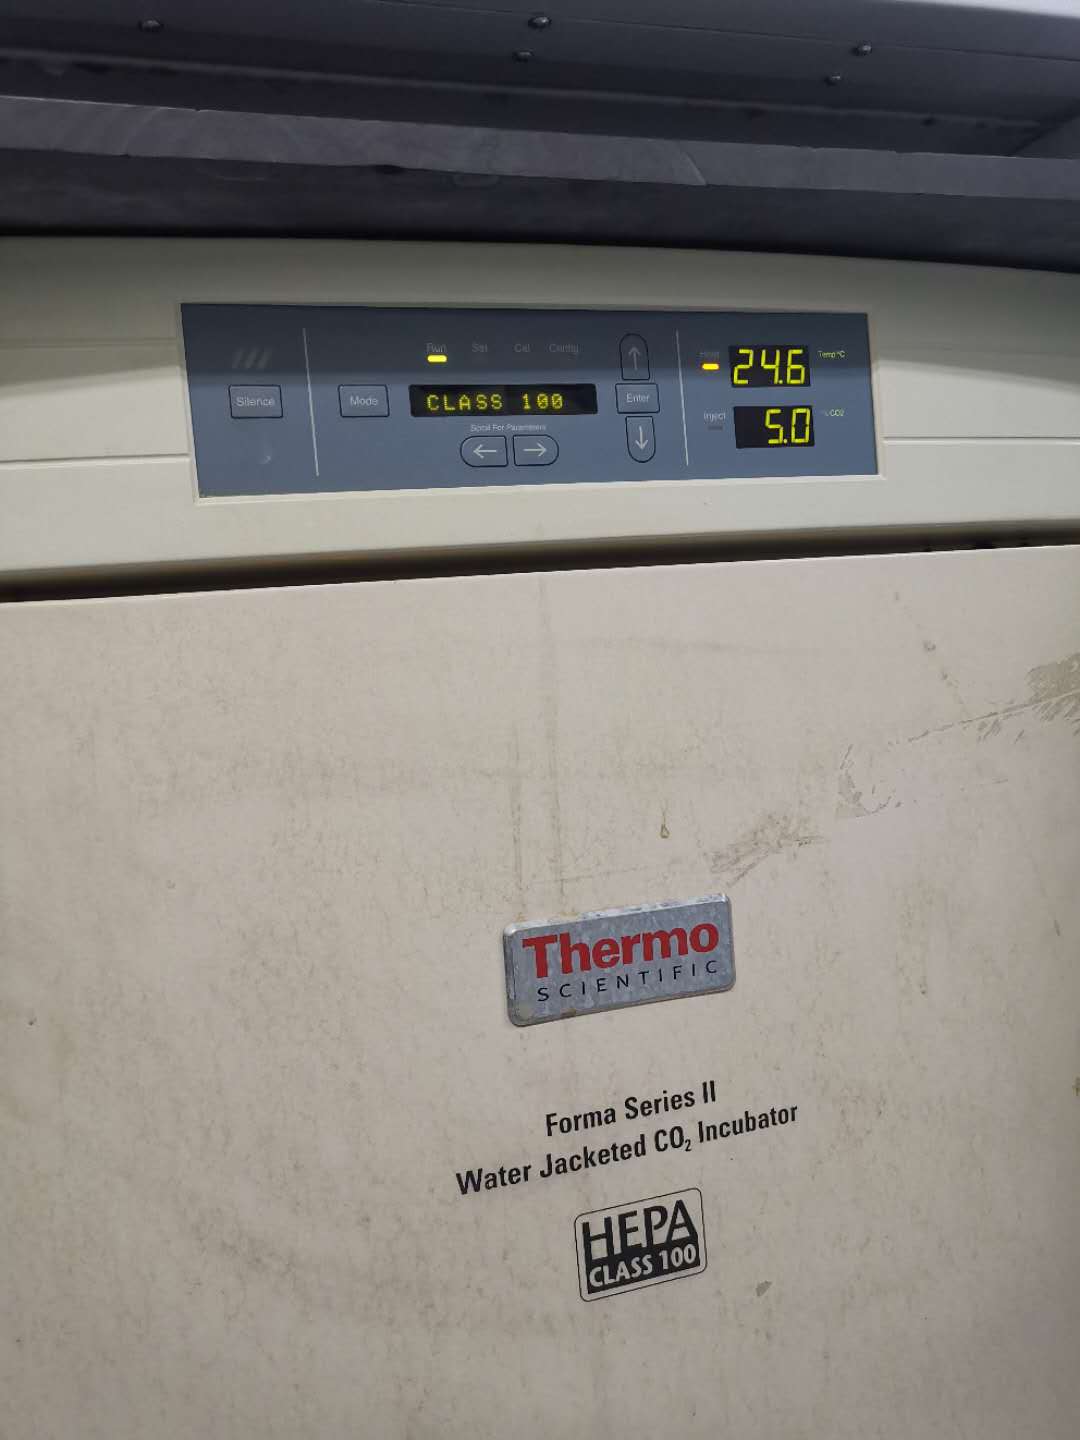 Run Set Cal Config
Silence
Mode
CLASS 100
Scroll For Parameters
Enter
Heat
24.6
Temp °C
Inject
5.0
% CO2
Thermo
SCIENTIFIC
Forma Series II
Water Jacketed CO₂ Incubator
HEPA
CLASS 100